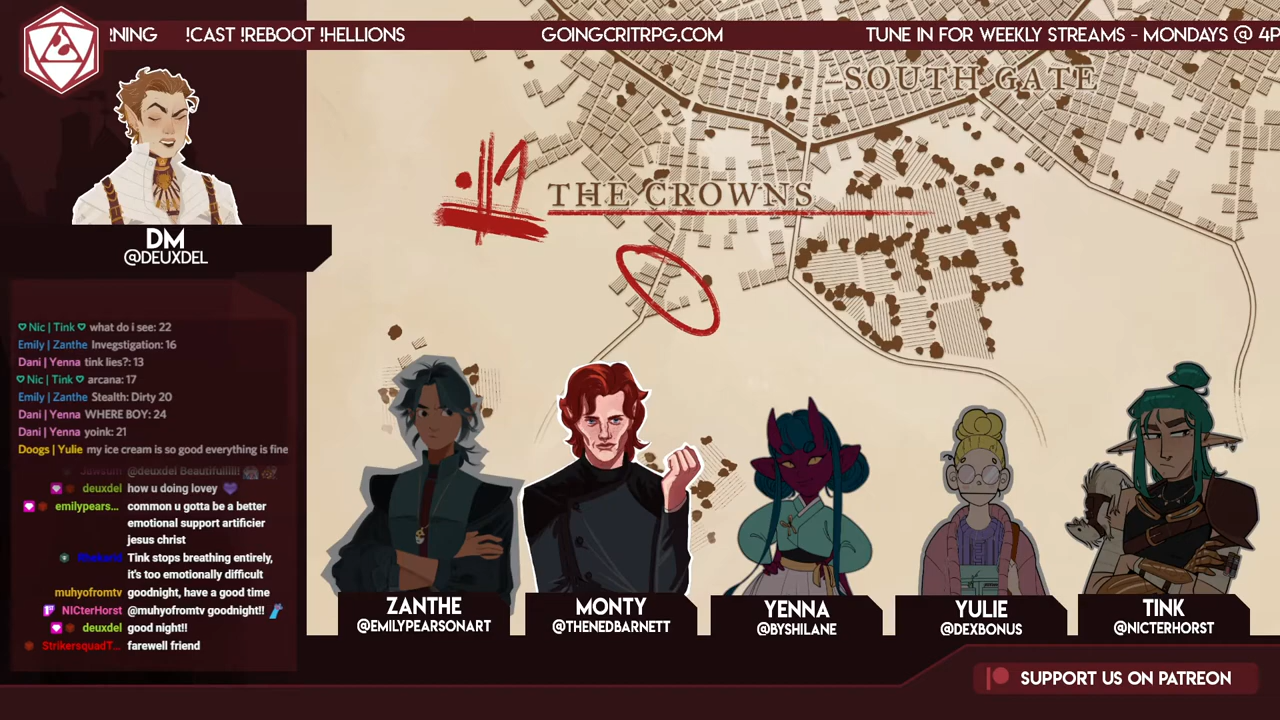 RNING !CAST !REBOOT !HELLIONS GOINGCRITRPG.COM TUNE IN FOR WEEKLY STREAMS - MONDAYS @ 4P
SOUTH GATE
THE CROWNS
DM
@DEUXDEL
Nic | Tink what do i see: 22
Emily | Zanthe Invegstigation: 16
Dani | Yenna tink lies?: 13
Nic | Tink arcana: 17
Emily | Zanthe Stealth: Dirty 20
Dani | Yenna WHERE BOY: 24
Dani | Yenna yoink: 21
Doogs | Yulie my ice cream is so good everything is fine
@deuxdel Beautifulllll!
deuxdel how u doing lovey
emilypears... common u gotta be a better
emotional support artificier
jesus christ
Tink stops breathing entirely,
it's too emotionally difficult
muhyofromtv goodnight, have a good time
NICterHorst @muhyofromtv goodnight!!
deuxdel good night!!
StrikersquadT... farewell friend
ZANTHE
@EMILYPEARSONART
MONTY
@THENEDBARNETT
YENNA
@BYSHILANE
YULIE
@DEXBONUS
TINK
@NICTERHORST
SUPPORT US ON PATREON